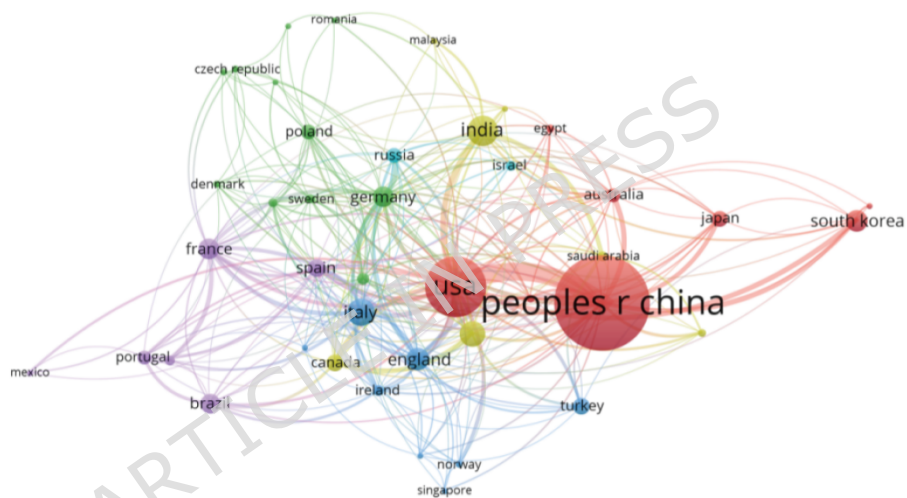 romania
malaysia
czech republic
poland
india
egypt
russia
israel
denmark
sweden
germany
australia
japan
south korea
france
spain
saudi arabia
usa
peoples r china
italy
portugal
canada
england
mexico
ireland
brazil
turkey
norway
singapore
ARTICLE IN PRESS